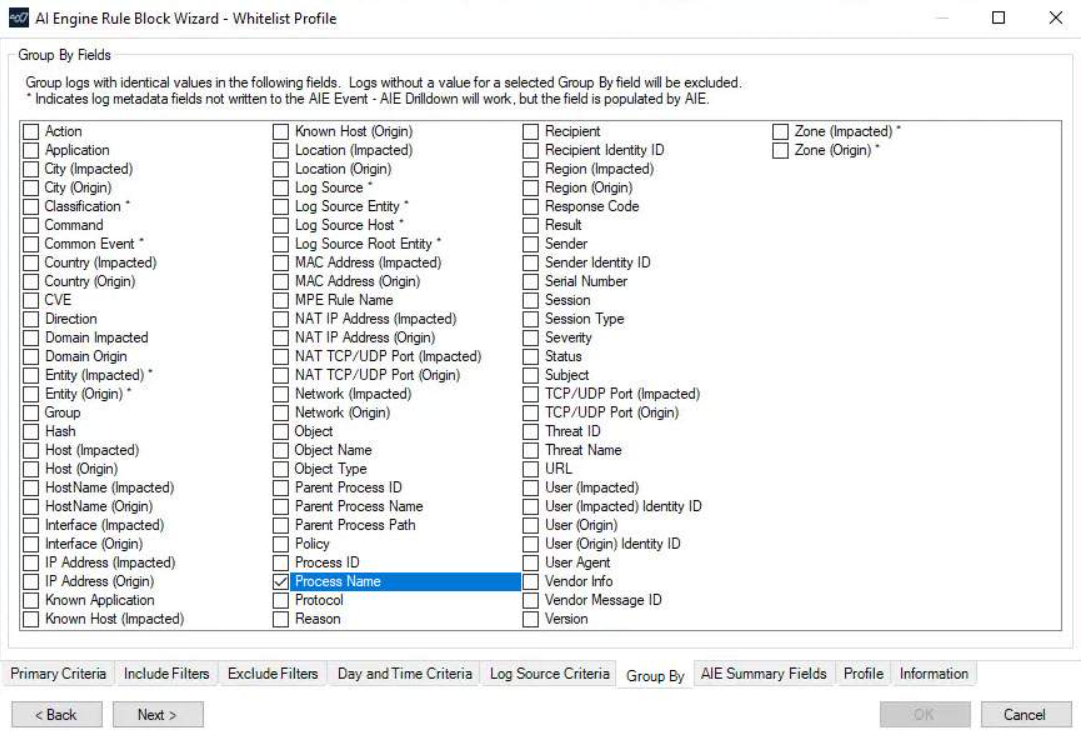 AI Engine Rule Block Wizard - Whitelist Profile
Group By Fields
Group logs with identical values in the following fields. Logs without a value for a selected Group By field will be excluded.
* Indicates log metadata fields not written to the AIE Event - AIE Drilldown will work, but the field is populated by AIE.
Action
Application
City (Impacted)
City (Origin)
Classification *
Command
Common Event *
Country (Impacted)
Country (Origin)
CVE
Direction
Domain Impacted
Domain Origin
Entity (Impacted) *
Entity (Origin) *
Group
Hash
Host (Impacted)
Host (Origin)
HostName (Impacted)
HostName (Origin)
Interface (Impacted)
Interface (Origin)
IP Address (Impacted)
IP Address (Origin)
Known Application
Known Host (Impacted)
Known Host (Origin)
Location (Impacted)
Location (Origin)
Log Source *
Log Source Entity *
Log Source Host *
Log Source Root Entity *
MAC Address (Impacted)
MAC Address (Origin)
MPE Rule Name
NAT IP Address (Impacted)
NAT IP Address (Origin)
NAT TCP/UDP Port (Impacted)
NAT TCP/UDP Port (Origin)
Network (Impacted)
Network (Origin)
Object
Object Name
Object Type
Parent Process ID
Parent Process Name
Parent Process Path
Policy
Process ID
Process Name
Protocol
Reason
Recipient
Recipient Identity ID
Region (Impacted)
Region (Origin)
Response Code
Result
Sender
Sender Identity ID
Serial Number
Session
Session Type
Severity
Status
Subject
TCP/UDP Port (Impacted)
TCP/UDP Port (Origin)
Threat ID
Threat Name
URL
User (Impacted)
User (Impacted) Identity ID
User (Origin)
User (Origin) Identity ID
User Agent
Vendor Info
Vendor Message ID
Version
Zone (Impacted) *
Zone (Origin) *
Primary Criteria Include Filters Exclude Filters Day and Time Criteria Log Source Criteria Group By AIE Summary Fields Profile Information
< Back Next > OK Cancel